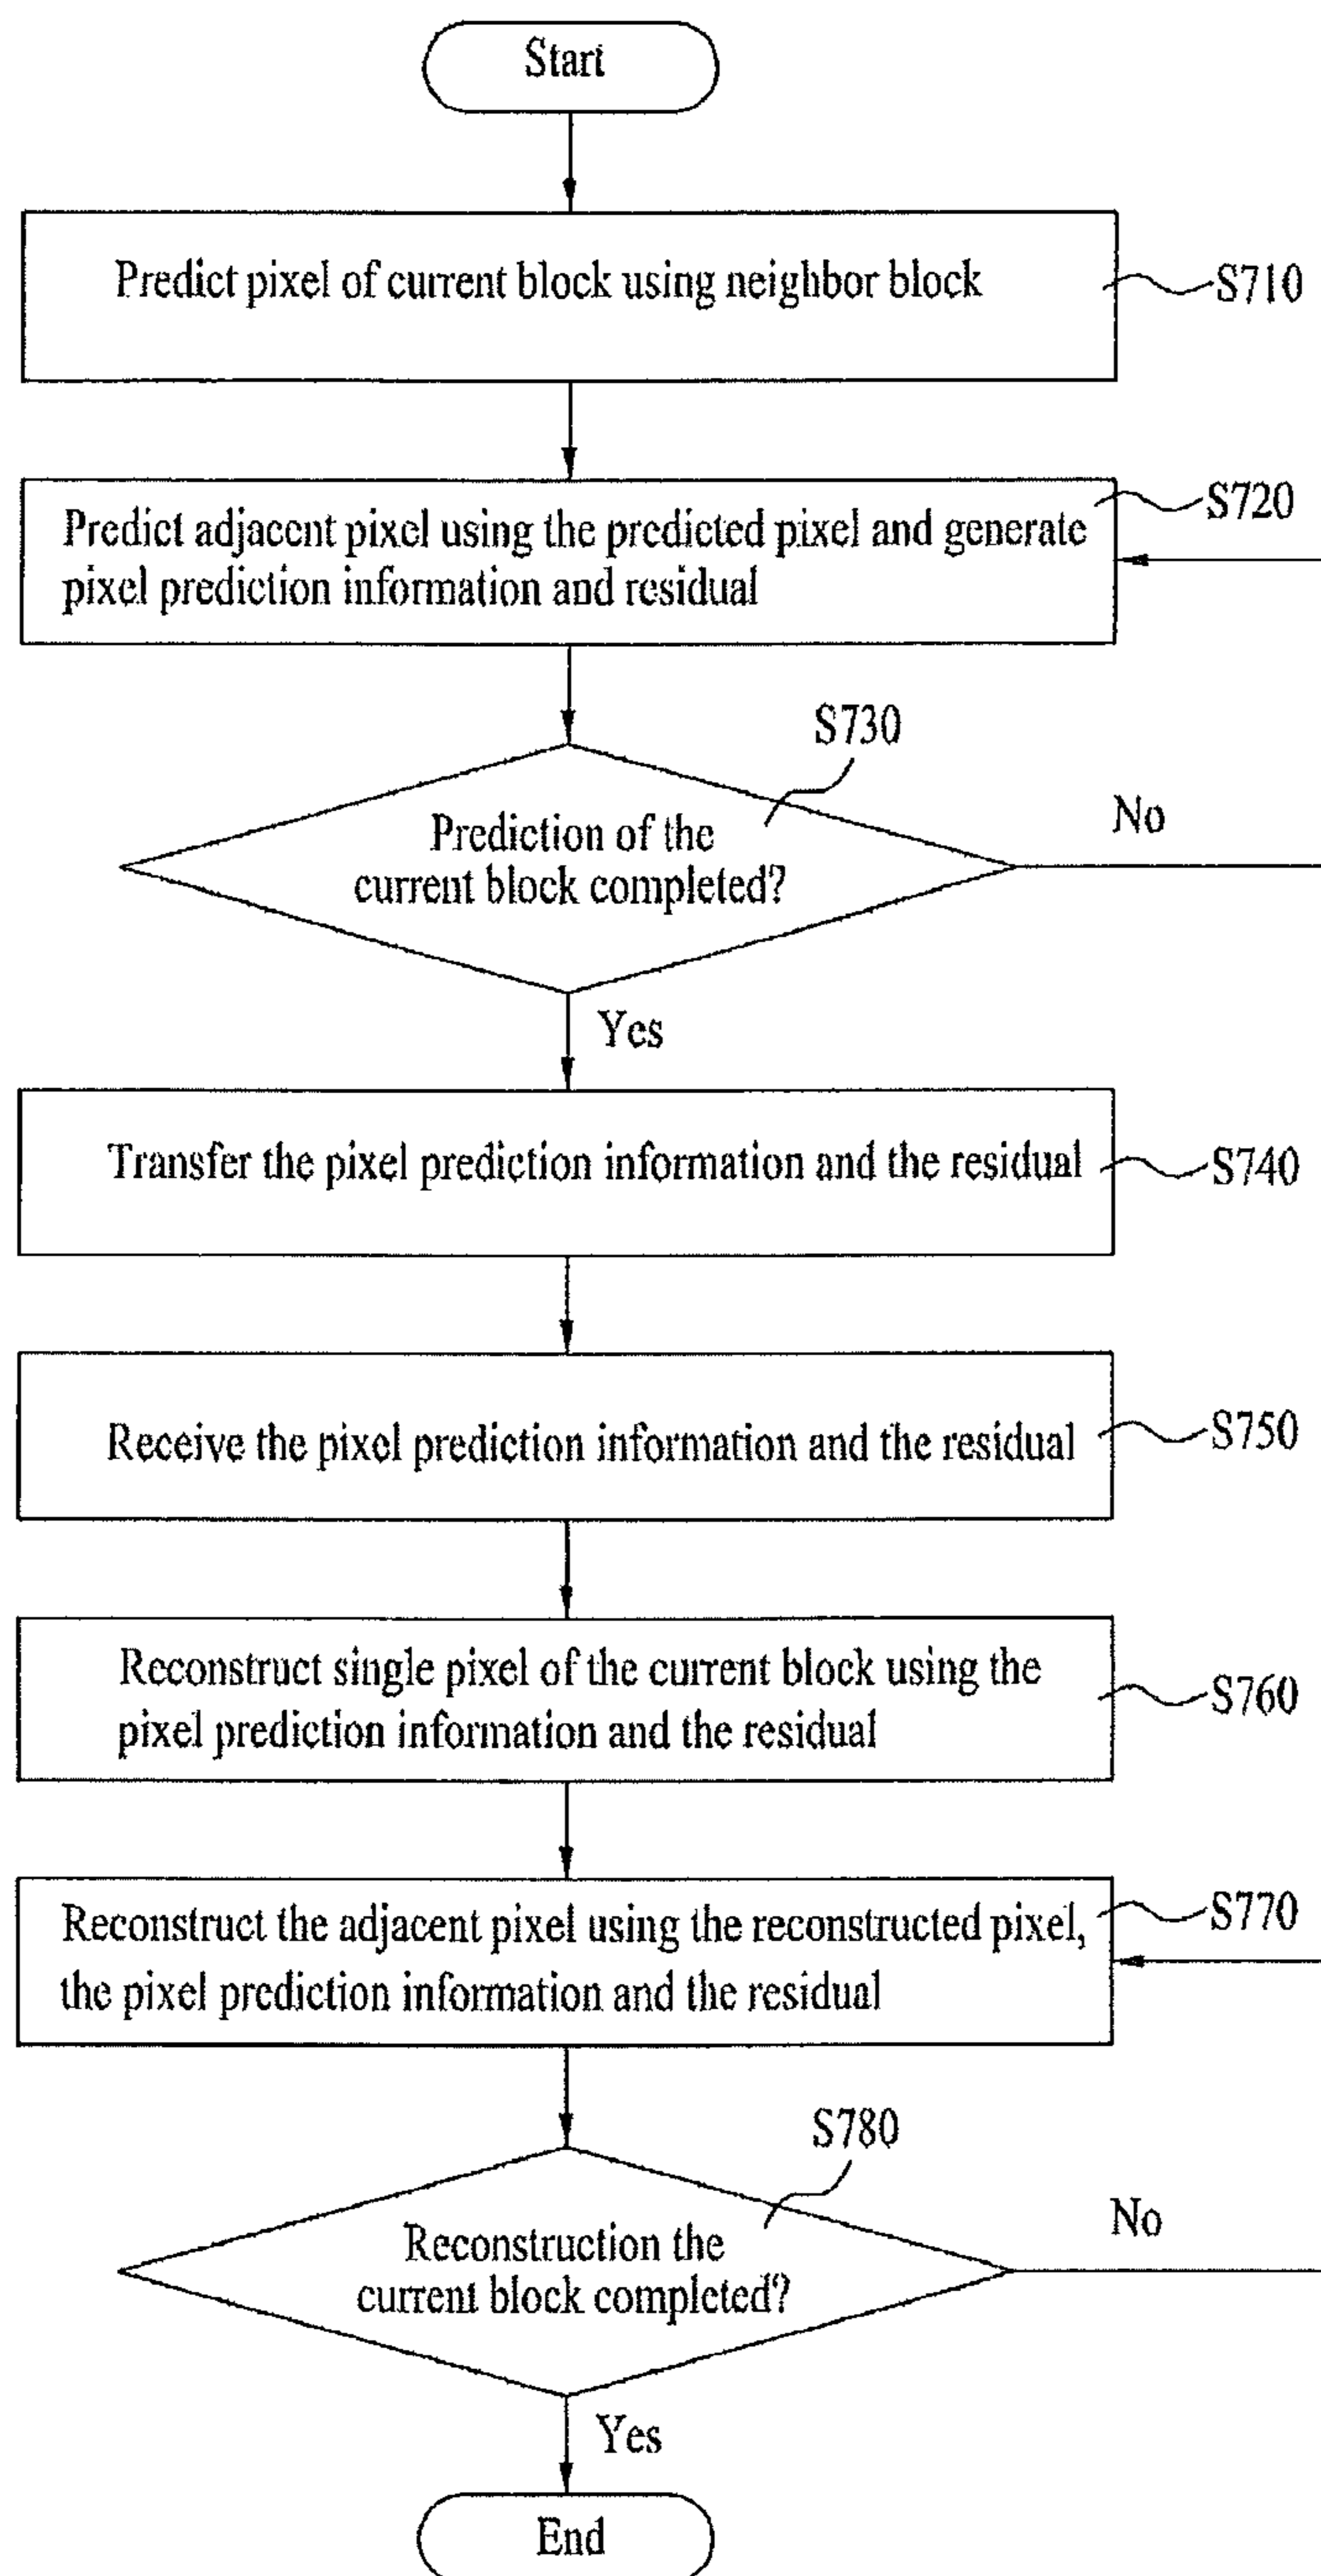 Start
Predict pixel of current block using neighbor block
S710
Predict adjacent pixel using the predicted pixel and generate
pixel prediction information and residual
S720
S730
Prediction of the
current block completed?
No
Yes
Transfer the pixel prediction information and the residual
S740
Receive the pixel prediction information and the residual
S750
Reconstruct single pixel of the current block using the
pixel prediction information and the residual
S760
Reconstruct the adjacent pixel using the reconstructed pixel,
the pixel prediction information and the residual
S770
S780
Reconstruction the
current block completed?
No
Yes
End